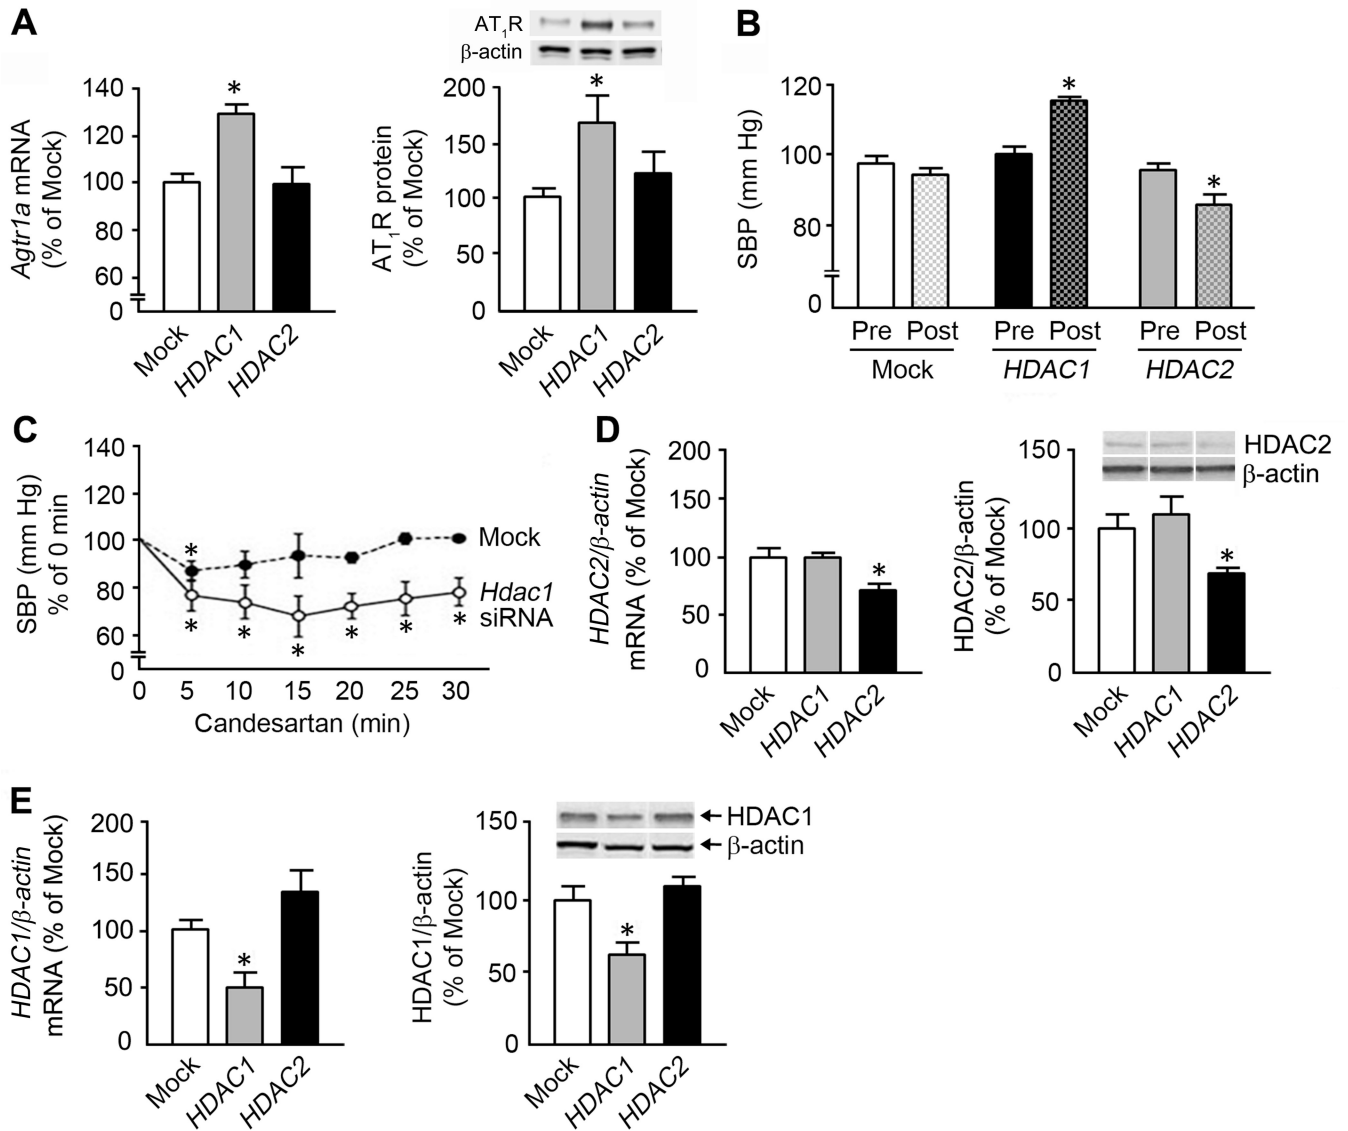 A
AT1R
β-actin
Agtr1a mRNA
(% of Mock)
140
120
100
80
60
0
*
Mock
HDAC1
HDAC2
AT1R protein
(% of Mock)
200
150
100
50
0
*
Mock
HDAC1
HDAC2
B
SBP (mm Hg)
120
100
80
0
*
*
Pre Post Pre Post Pre Post
Mock HDAC1 HDAC2
C
SBP (mm Hg)
% of 0 min
140
120
100
80
60
0
*
* * * * * *
Mock
Hdac1
siRNA
0 5 10 15 20 25 30
Candesartan (min)
D
HDAC2/β-actin
mRNA (% of Mock)
200
150
100
50
0
*
Mock
HDAC1
HDAC2
HDAC2
β-actin
HDAC2/β-actin
(% of Mock)
150
100
50
0
*
Mock
HDAC1
HDAC2
E
HDAC1/β-actin
mRNA (% of Mock)
200
150
100
50
0
*
Mock
HDAC1
HDAC2
HDAC1
β-actin
HDAC1/β-actin
(% of Mock)
150
100
50
0
*
Mock
HDAC1
HDAC2